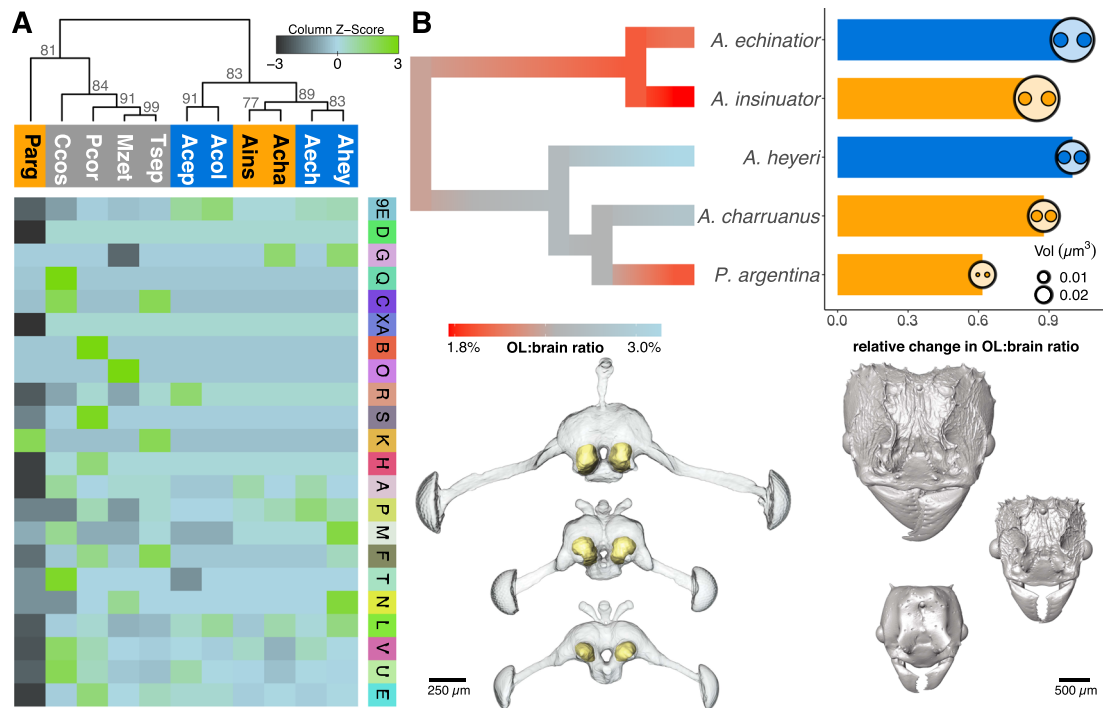 A
Column Z−Score
−3
0
3
81
84
91
99
83
91
77
89
83
Parg
Ccos
Pcor
Mzet
Tsep
Acep
Acol
Ains
Acha
Aech
Ahey
9E
D
G
Q
C
XA
B
O
R
S
K
H
A
P
M
F
T
N
L
V
U
E
B
A. echinatior
A. insinuator
A. heyeri
A. charruanus
P. argentina
Vol (µm³)
0.01
0.02
0.0
0.3
0.6
0.9
relative change in OL:brain ratio
1.8%
OL:brain ratio
3.0%
250 µm
500 µm